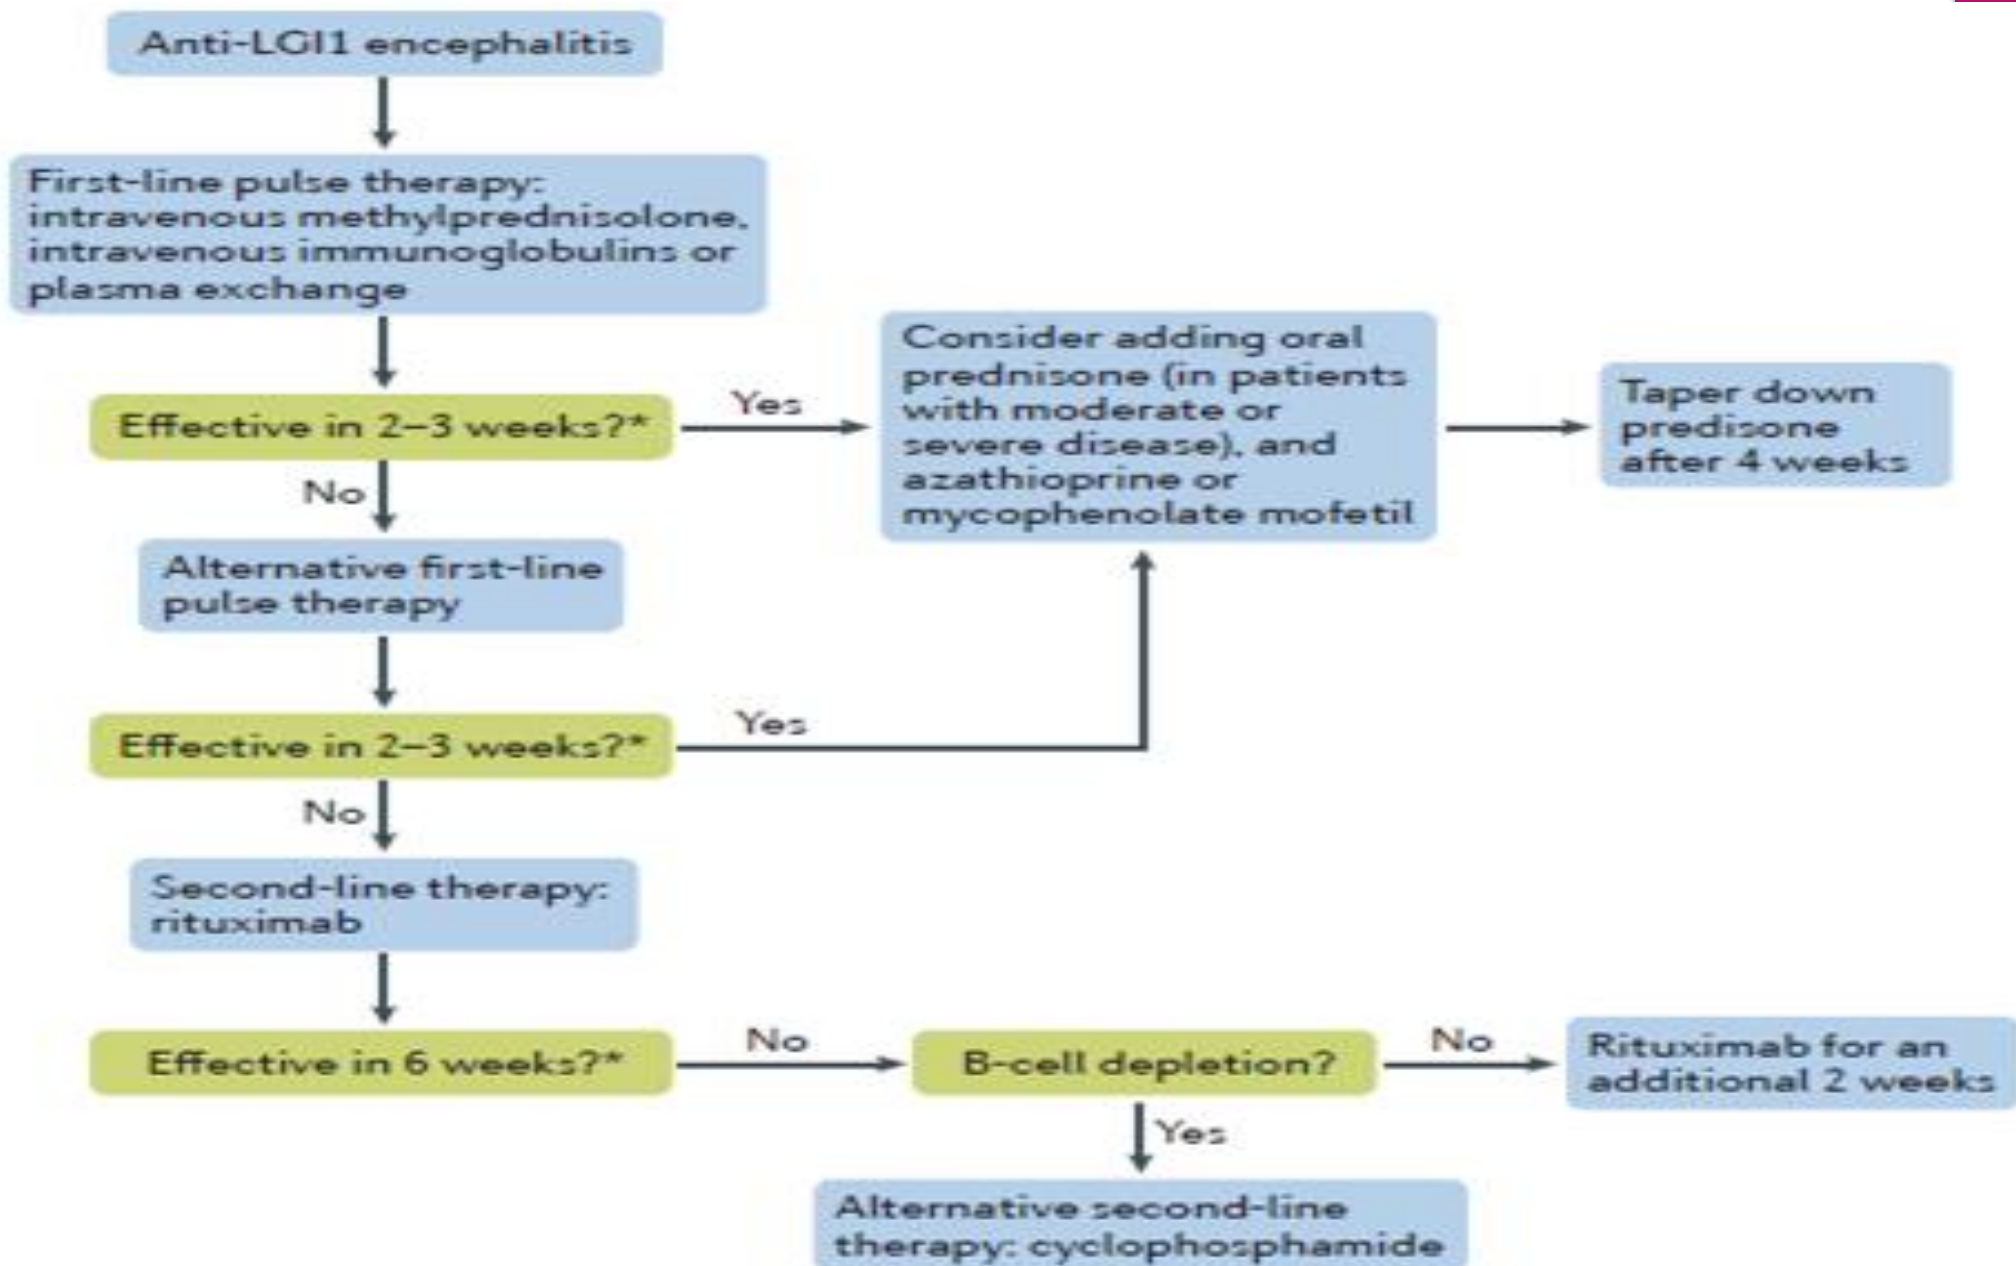 Anti-LGI1 encephalitis
First-line pulse therapy:
intravenous methylprednisolone,
intravenous immunoglobulins or
plasma exchange
Effective in 2–3 weeks?*
Yes
Consider adding oral
prednisone (in patients
with moderate or
severe disease), and
azathioprine or
mycophenolate mofetil
Taper down
predisone
after 4 weeks
No
Alternative first-line
pulse therapy
Effective in 2–3 weeks?*
Yes
No
Second-line therapy:
rituximab
Effective in 6 weeks?*
No
B-cell depletion?
No
Rituximab for an
additional 2 weeks
Yes
Alternative second-line
therapy: cyclophosphamide